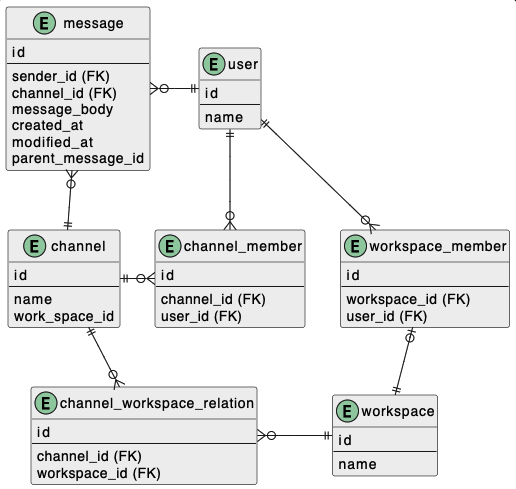 E message
id
sender_id (FK)
channel_id (FK)
message_body
created_at
modified_at
parent_message_id
E user
id
name
E channel
id
name
work_space_id
E channel_member
id
channel_id (FK)
user_id (FK)
E workspace_member
id
workspace_id (FK)
user_id (FK)
E channel_workspace_relation
id
channel_id (FK)
workspace_id (FK)
E workspace
id
name